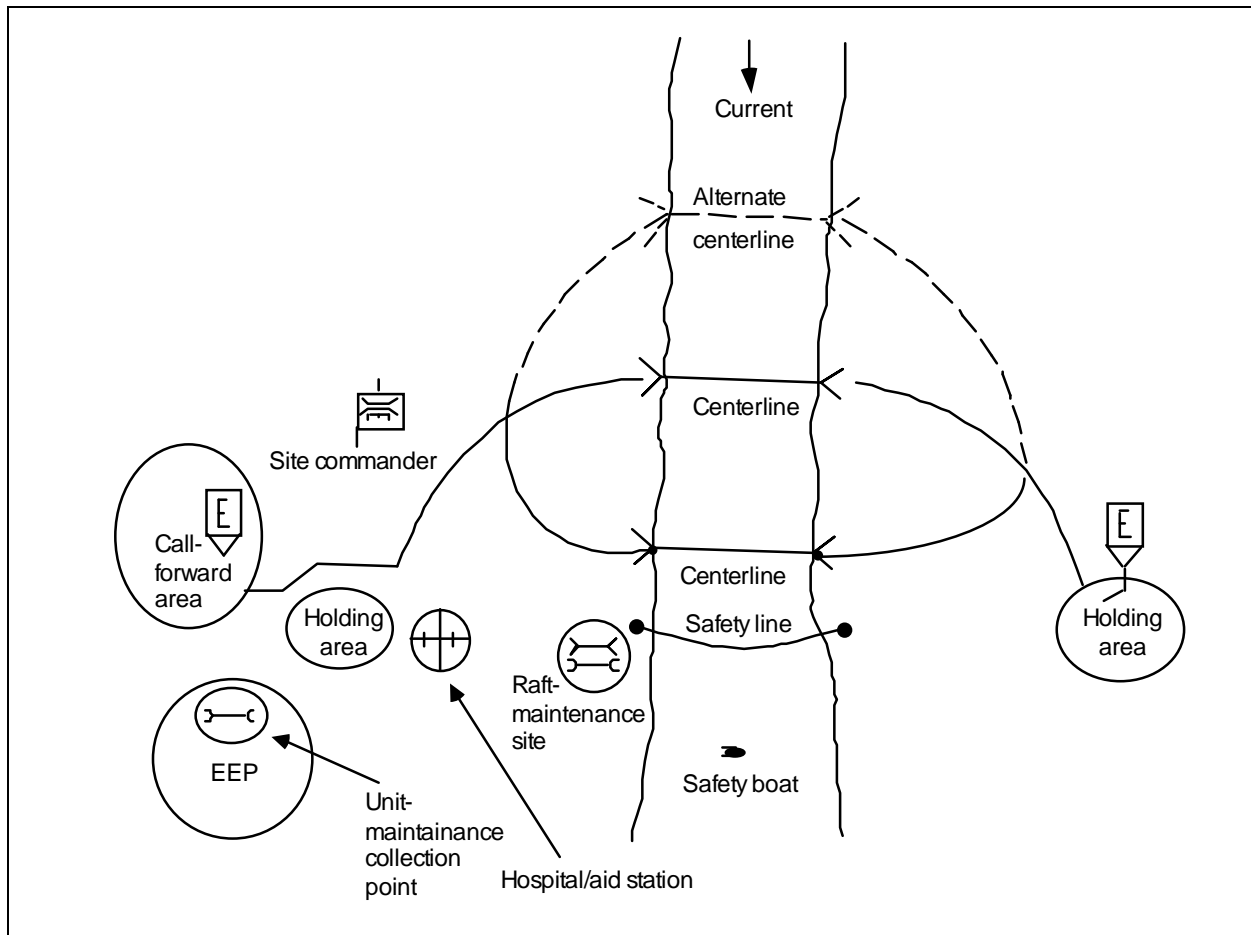 Current
Alternate
centerline
Centerline
Site commander
E
Call-
forward
area
E
Centerline
Holding
area
Safety line
Holding
area
Raft-
maintenance
site
EEP
Safety boat
Unit-
maintainance
collection
point
Hospital/aid station